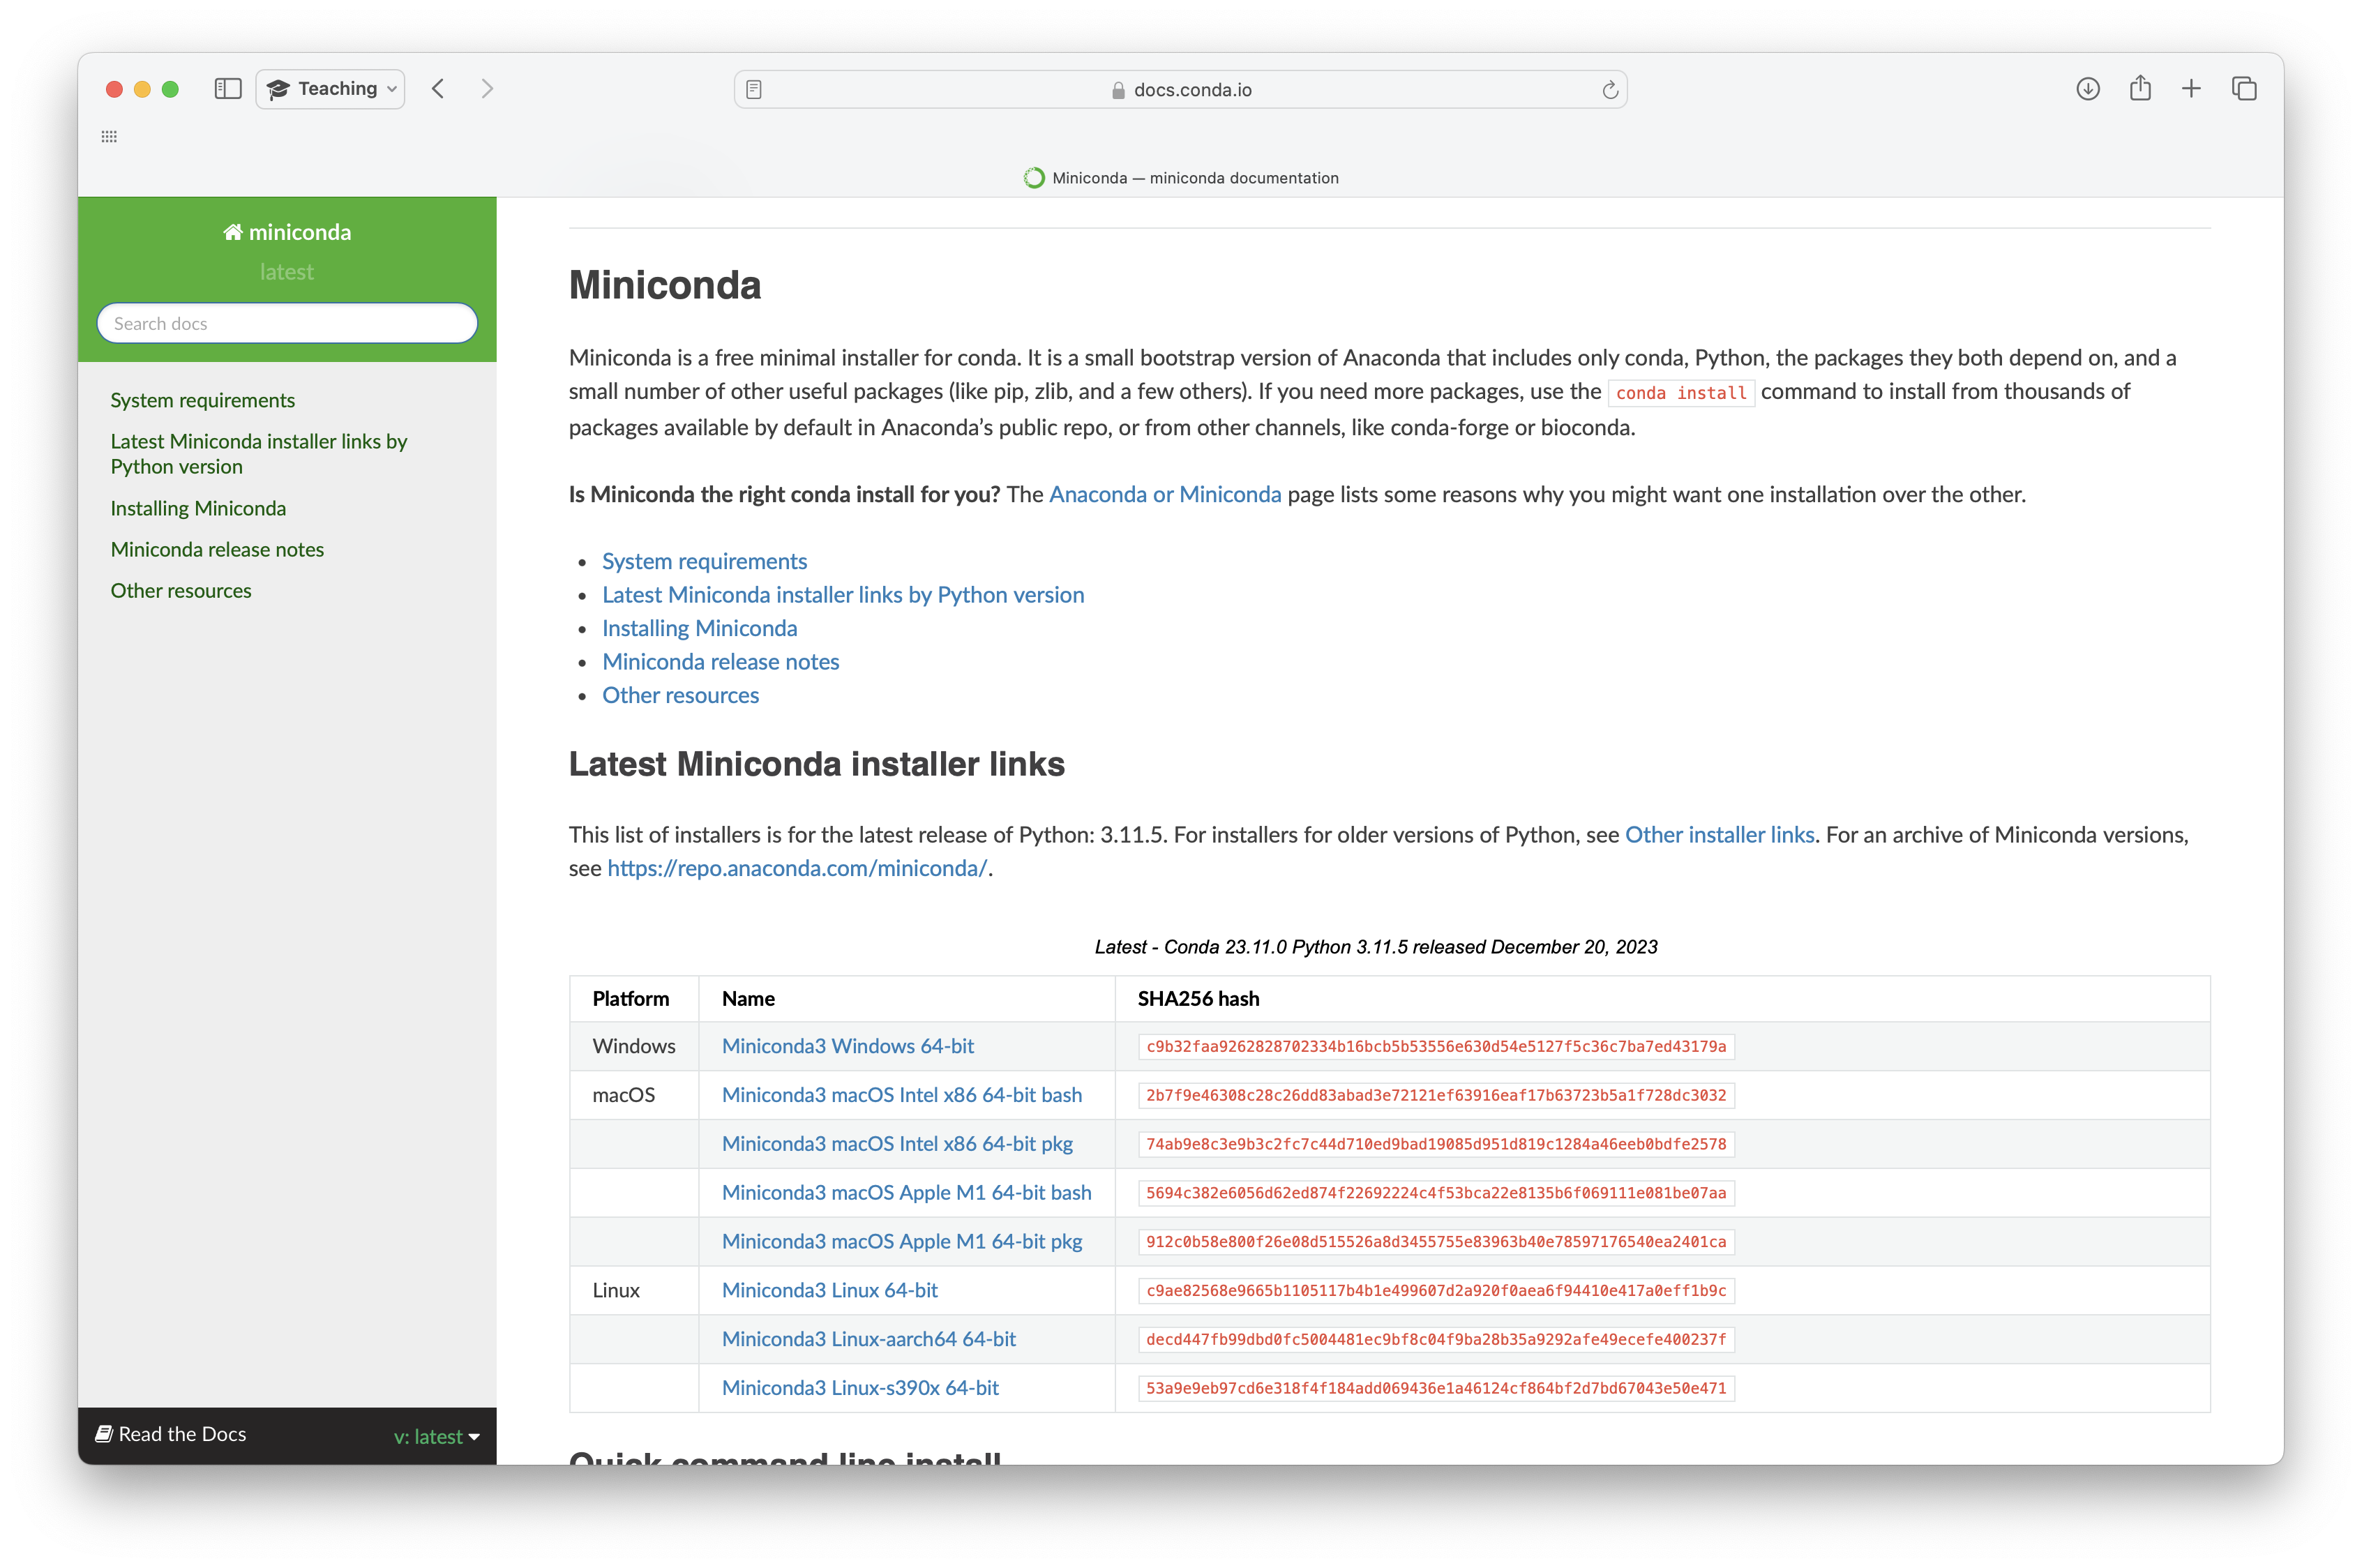 Teaching
docs.conda.io
Miniconda — miniconda documentation
miniconda
latest
Search docs
System requirements
Latest Miniconda installer links by
Python version
Installing Miniconda
Miniconda release notes
Other resources
Read the Docs
v: latest
Miniconda
Miniconda is a free minimal installer for conda. It is a small bootstrap version of Anaconda that includes only conda, Python, the packages they both depend on, and a
small number of other useful packages (like pip, zlib, and a few others). If you need more packages, use the conda install command to install from thousands of
packages available by default in Anaconda’s public repo, or from other channels, like conda-forge or bioconda.
Is Miniconda the right conda install for you? The Anaconda or Miniconda page lists some reasons why you might want one installation over the other.
• System requirements
• Latest Miniconda installer links by Python version
• Installing Miniconda
• Miniconda release notes
• Other resources
Latest Miniconda installer links
This list of installers is for the latest release of Python: 3.11.5. For installers for older versions of Python, see Other installer links. For an archive of Miniconda versions,
see https://repo.anaconda.com/miniconda/.
Latest - Conda 23.11.0 Python 3.11.5 released December 20, 2023
Platform Name SHA256 hash
Windows Miniconda3 Windows 64-bit c9b32faa9262828702334b16bcb5b53556e630d54e5127f5c36c7ba7ed43179a
macOS Miniconda3 macOS Intel x86 64-bit bash 2b7f9e46308c28c26dd83abad3e72121ef63916eaf17b63723b5a1f728dc3032
Miniconda3 macOS Intel x86 64-bit pkg 74ab9e8c3e9b3c2fc7c44d710ed9bad19085d951d819c1284a46eeb0bdfe2578
Miniconda3 macOS Apple M1 64-bit bash 5694c382e6056d62ed874f22692224c4f53bca22e8135b6f069111e081be07aa
Miniconda3 macOS Apple M1 64-bit pkg 912c0b58e800f26e08d515526a8d3455755e83963b40e78597176540ea2401ca
Linux Miniconda3 Linux 64-bit c9ae82568e9665b1105117b4b1e499607d2a920f0aea6f94410e417a0eff1b9c
Miniconda3 Linux-aarch64 64-bit decd447fb99dbd0fc5004481ec9bf8c04f9ba28b35a9292afe49ecefe400237f
Miniconda3 Linux-s390x 64-bit 53a9e9eb97cd6e318f4f184add069436e1a46124cf864bf2d7bd67043e50e471
Quick command line install